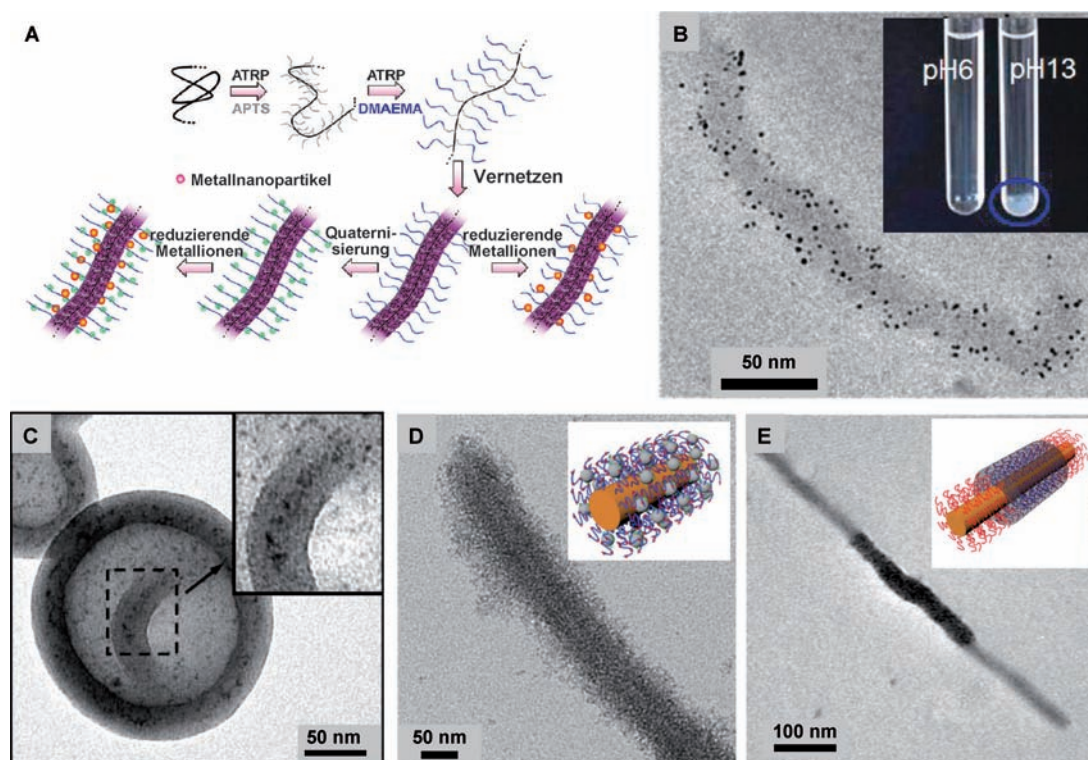 A
ATRP
APTS
ATRP
DMAEMA
Vernetzen
Metallnanopartikel
reduzierende
Metallionen
Quaterni-
sierung
reduzierende
Metallionen
B
pH6
pH13
50 nm
C
50 nm
D
50 nm
E
100 nm